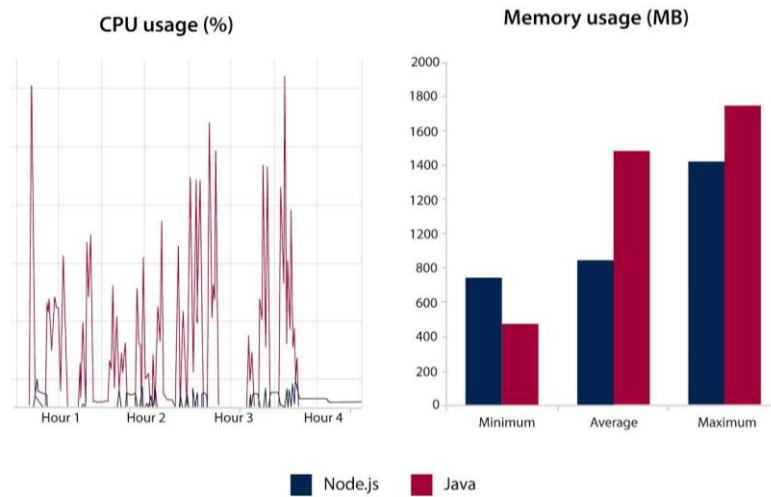 CPU usage (%)
Hour 1
Hour 2
Hour 3
Hour 4
Memory usage (MB)
2000
1800
1600
1400
1200
1200
800
600
400
200
0
Minimum
Average
Maximum
Node.js
Java